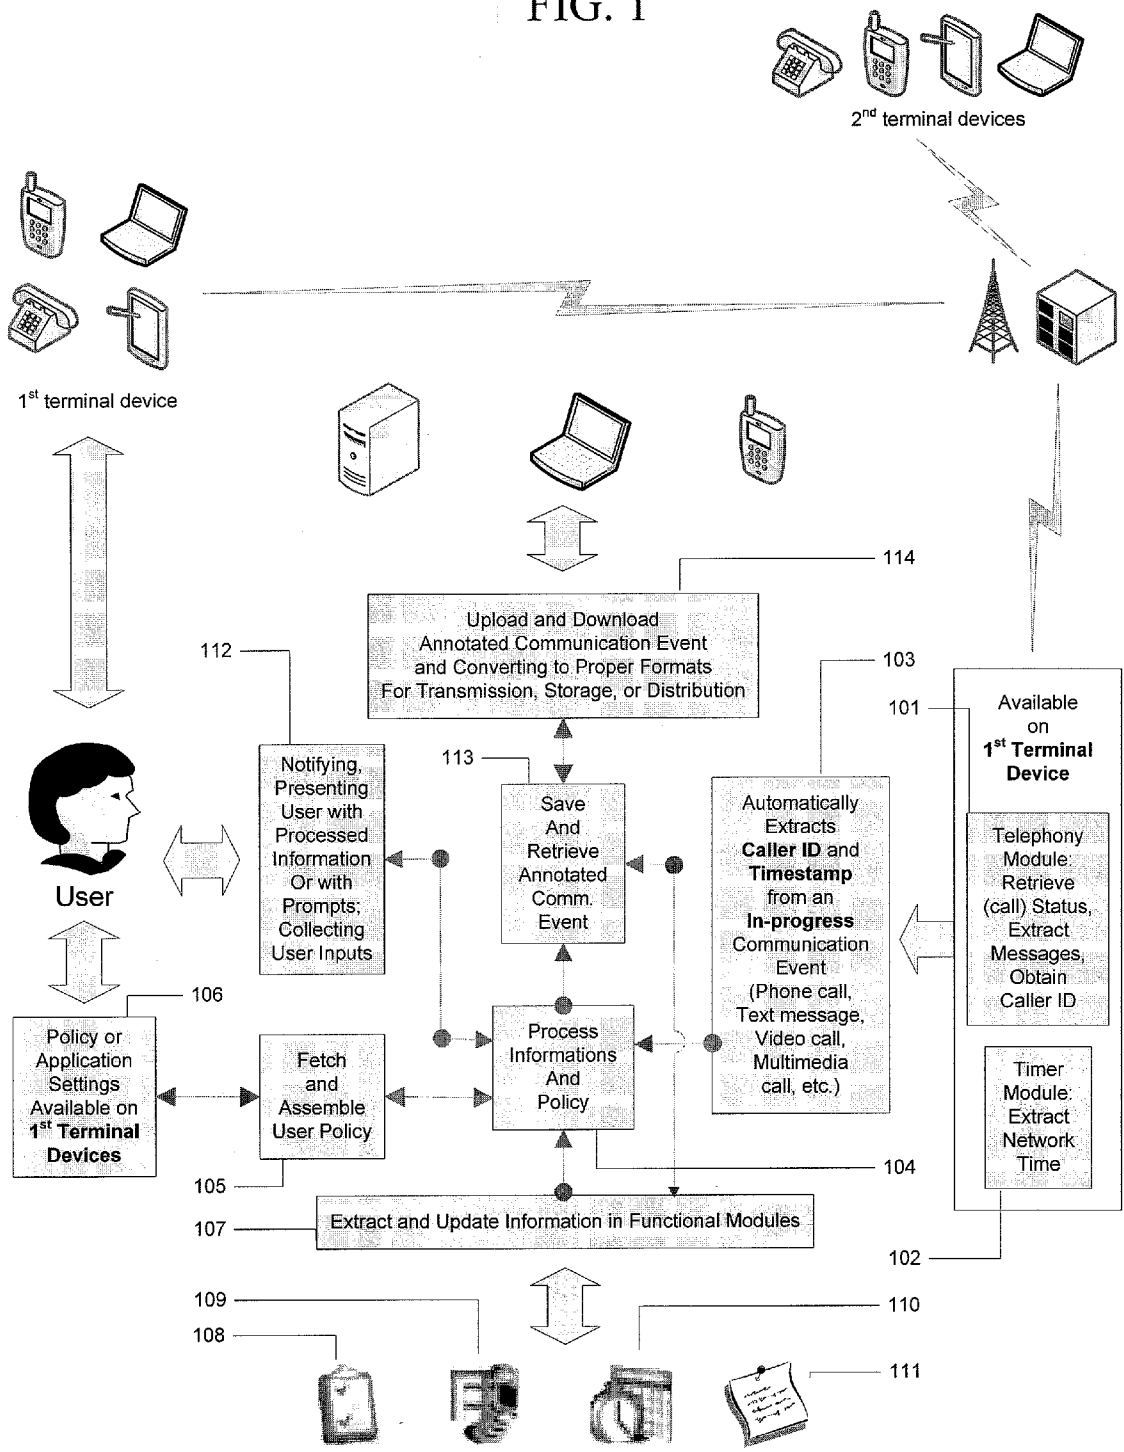 FIG. 1
2nd terminal devices
1st terminal device
114
Upload and Download
Annotated Communication Event
and Converting to Proper Formats
For Transmission, Storage, or Distribution
112
103
101
Available
on
1st Terminal
Device
113
Notifying,
Presenting
User with
Processed
Information
Or with
Prompts;
Collecting
User Inputs
Save
And
Retrieve
Annotated
Comm.
Event
Automatically
Extracts
Caller ID and
Timestamp
from an
In-progress
Communication
Event
(Phone call,
Text message,
Video call,
Multimedia
call, etc.)
Telephony
Module:
Retrieve
(call) Status,
Extract
Messages,
Obtain
Caller ID
User
106
Policy or
Application
Settings
Available on
1st Terminal
Devices
Fetch
and
Assemble
User Policy
Process
Informations
And
Policy
Timer
Module:
Extract
Network
Time
104
105
107
Extract and Update Information in Functional Modules
102
109
110
108
111